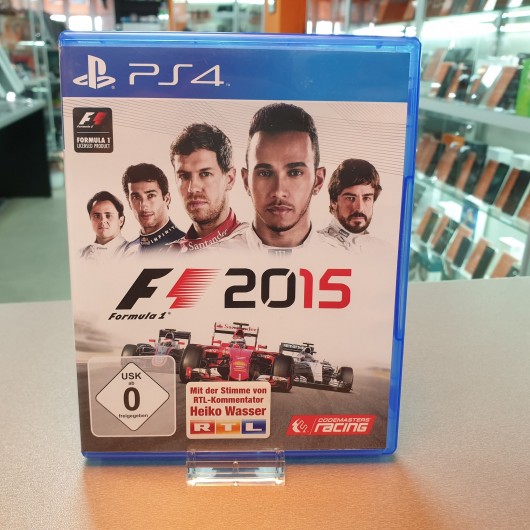 PS4
F1
FORMULA 1
LICENSED PRODUCT
INFINITI
Santander
F1 2015
Formula 1®
USK
ab
0
freigegeben
Mit der Stimme von
RTL-Kommentator
Heiko Wasser
RTL
CODEMASTERS
racing